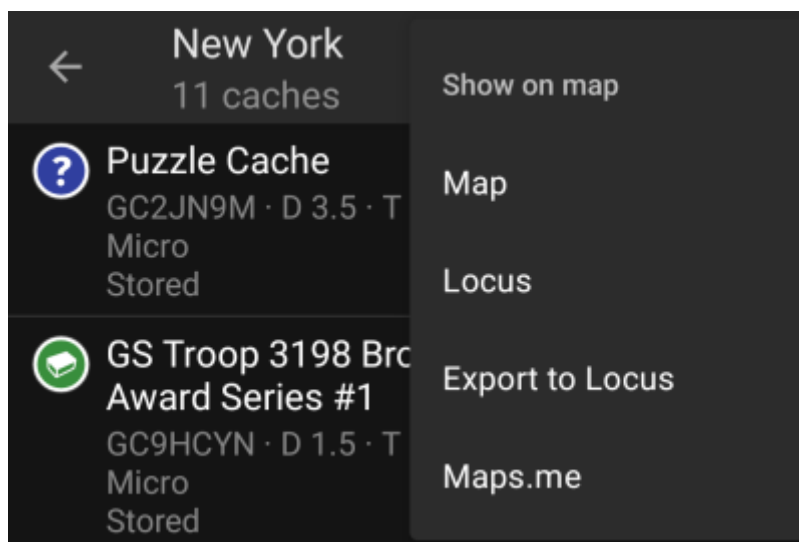 New York
11 caches
?
Puzzle Cache
GC2JN9M · D 3.5 · T
Micro
Stored
GS Troop 3198 Bro
Award Series #1
GC9HCYN · D 1.5 · T
Micro
Stored
Show on map
Map
Locus
Export to Locus
Maps.me